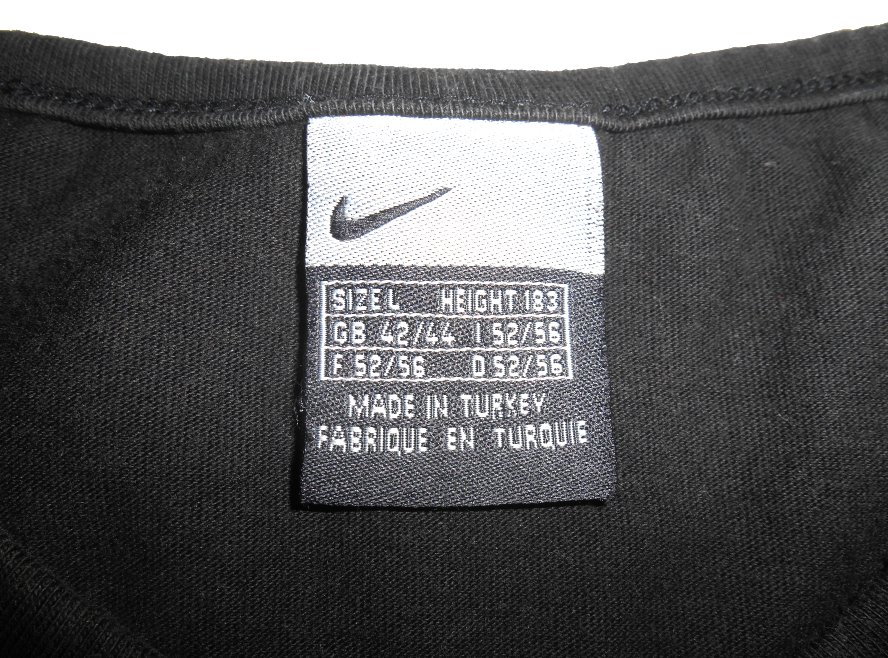 SIZE L HEIGHT 183
GB 42/44 I 52/56
F 52/56 D 52/56
MADE IN TURKEY
FABRIQUE EN TURQUIE